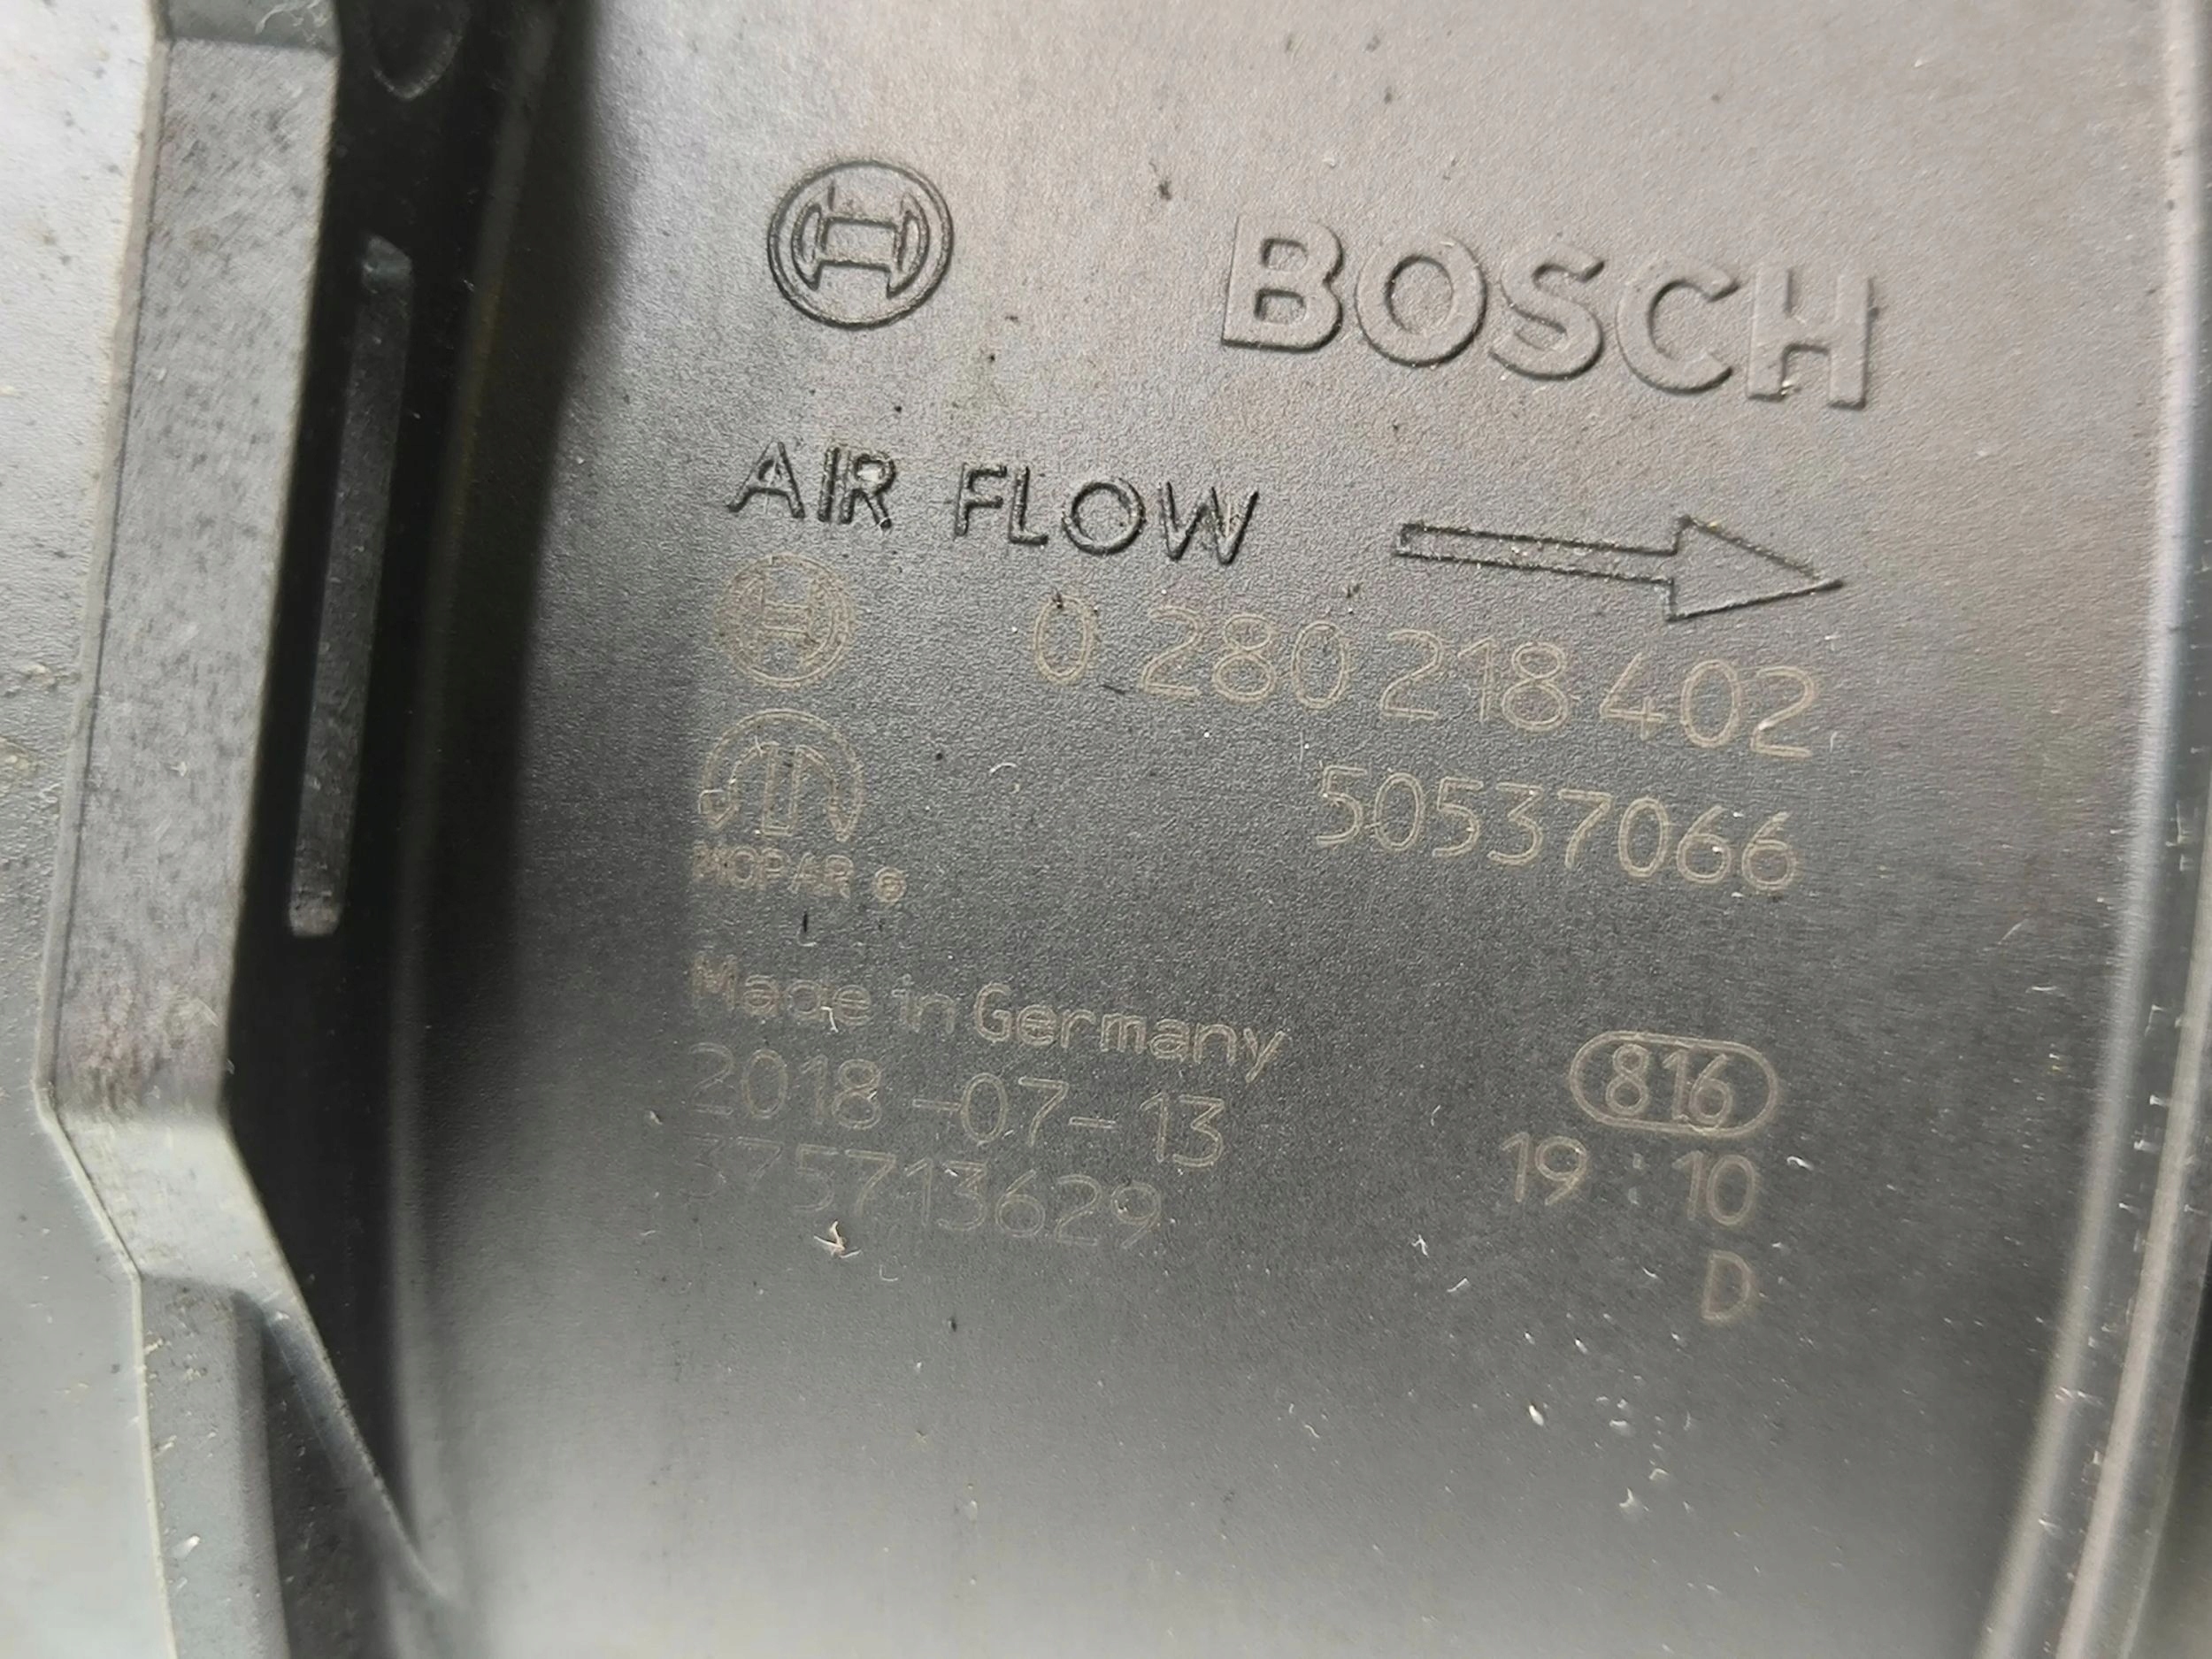 BOSCH
AIR FLOW
0 280 218 402
50537066
MOPAR ®
Made in Germany
816
2018-07-13
19:10
375713629
D